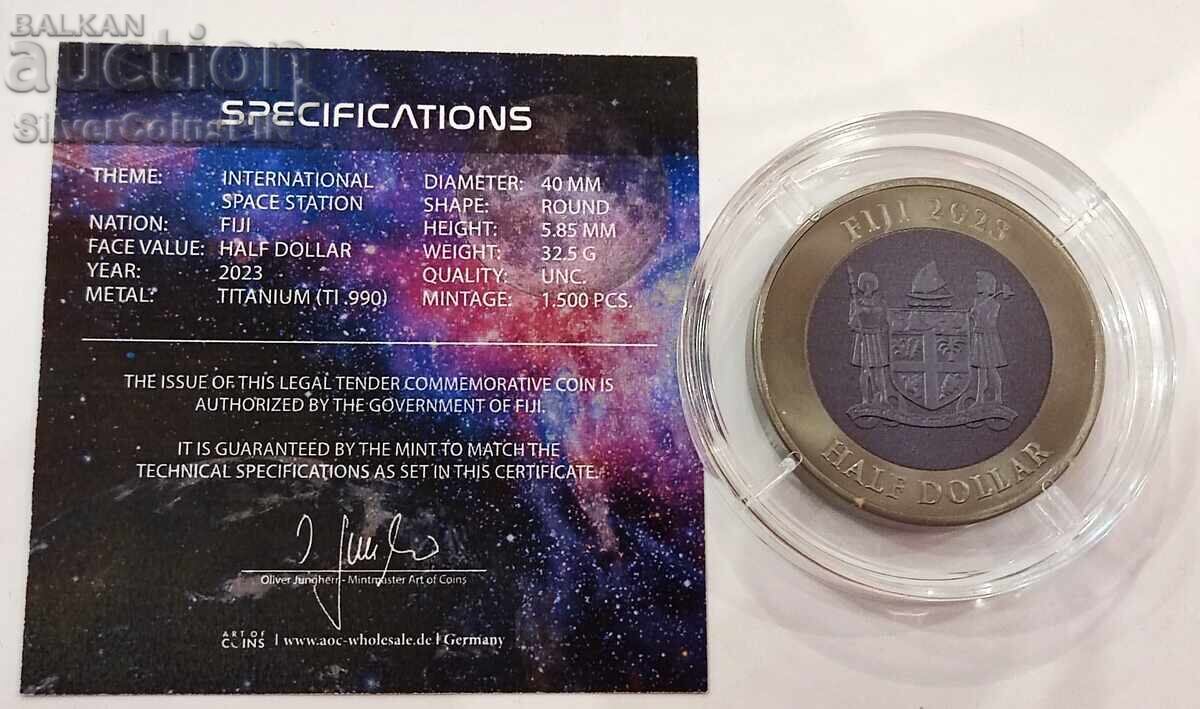 BALKAN
auction
SPECIFICATIONS
THEME: INTERNATIONAL
SPACE STATION
NATION: FIJI
FACE VALUE: HALF DOLLAR
YEAR: 2023
METAL: TITANIUM (TI .990)
DIAMETER: 40 MM
SHAPE: ROUND
HEIGHT: 5.85 MM
WEIGHT: 32.5 G
QUALITY: UNC.
MINTAGE: 1.500 PCS.
THE ISSUE OF THIS LEGAL TENDER COMMEMORATIVE COIN IS
AUTHORIZED BY THE GOVERNMENT OF FIJI.
IT IS GUARANTEED BY THE MINT TO MATCH THE
TECHNICAL SPECIFICATIONS AS SET IN THIS CERTIFICATE.
Oliver Jungherr - Mintmaster Art of Coins
ART OF
COINS | www.aoc-wholesale.de | Germany
FIJI 2023
HALF DOLLAR